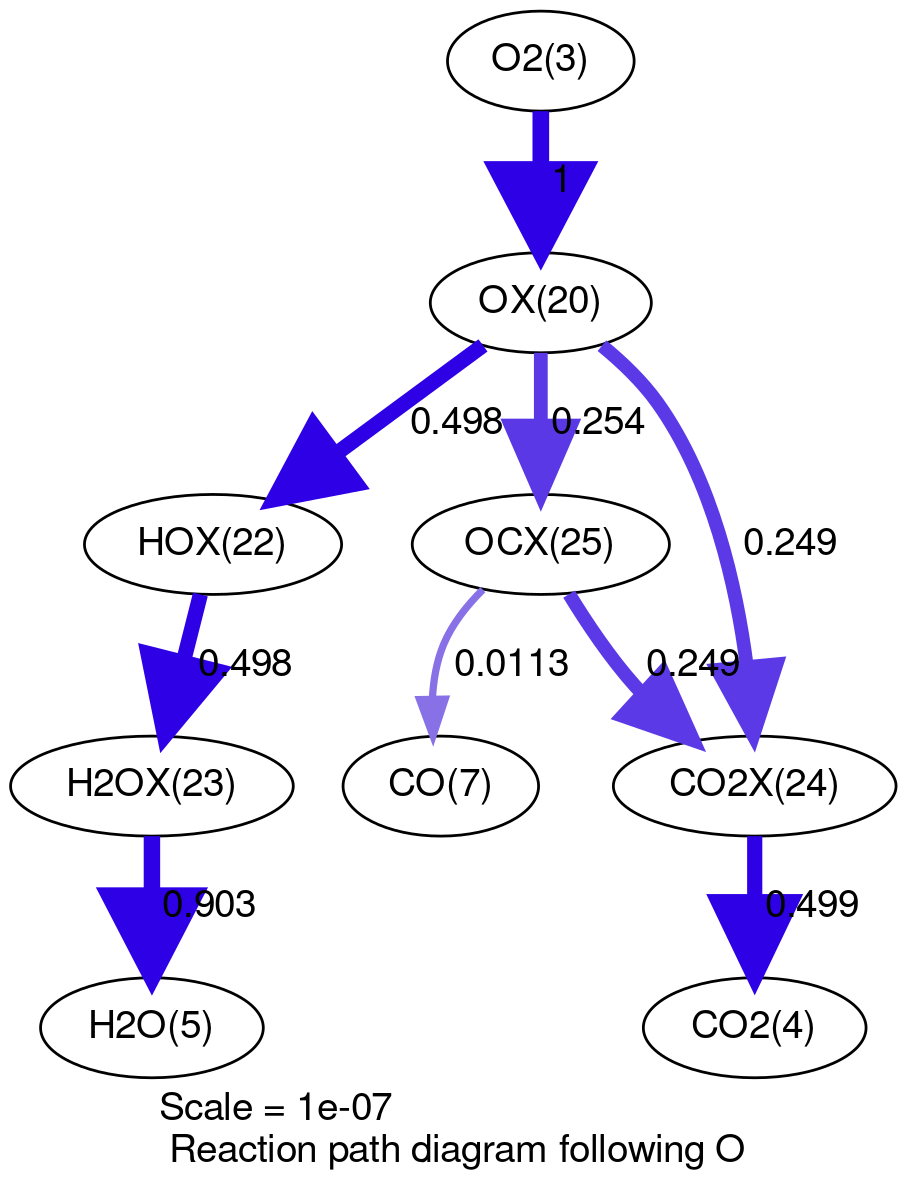 O2(3)
1
OX(20)
0.498
0.254
0.249
HOX(22)
OCX(25)
0.498
0.0113
0.249
H2OX(23)
CO(7)
CO2X(24)
0.903
0.499
H2O(5)
CO2(4)
Scale = 1e-07
Reaction path diagram following O